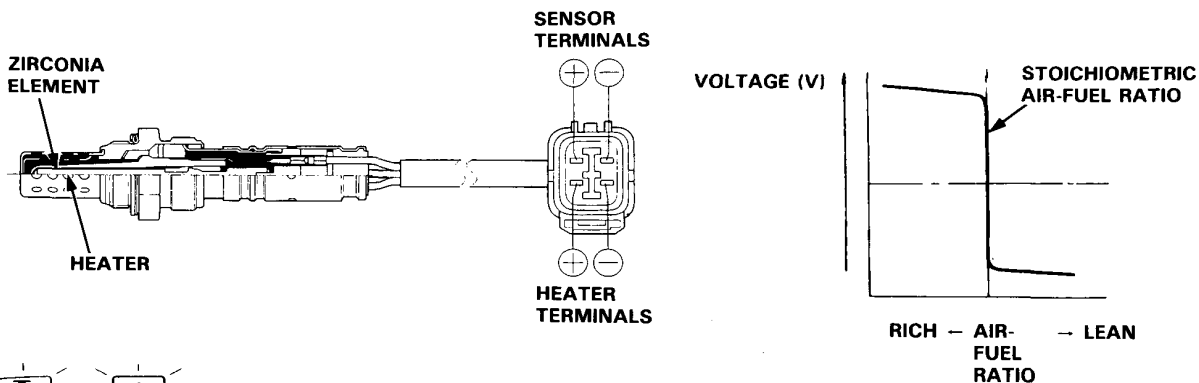 SENSOR
TERMINALS
ZIRCONIA
ELEMENT
+ −
HEATER
+ −
HEATER
TERMINALS
VOLTAGE (V)
STOICHIOMETRIC
AIR-FUEL RATIO
RICH ← AIR- → LEAN
FUEL
RATIO